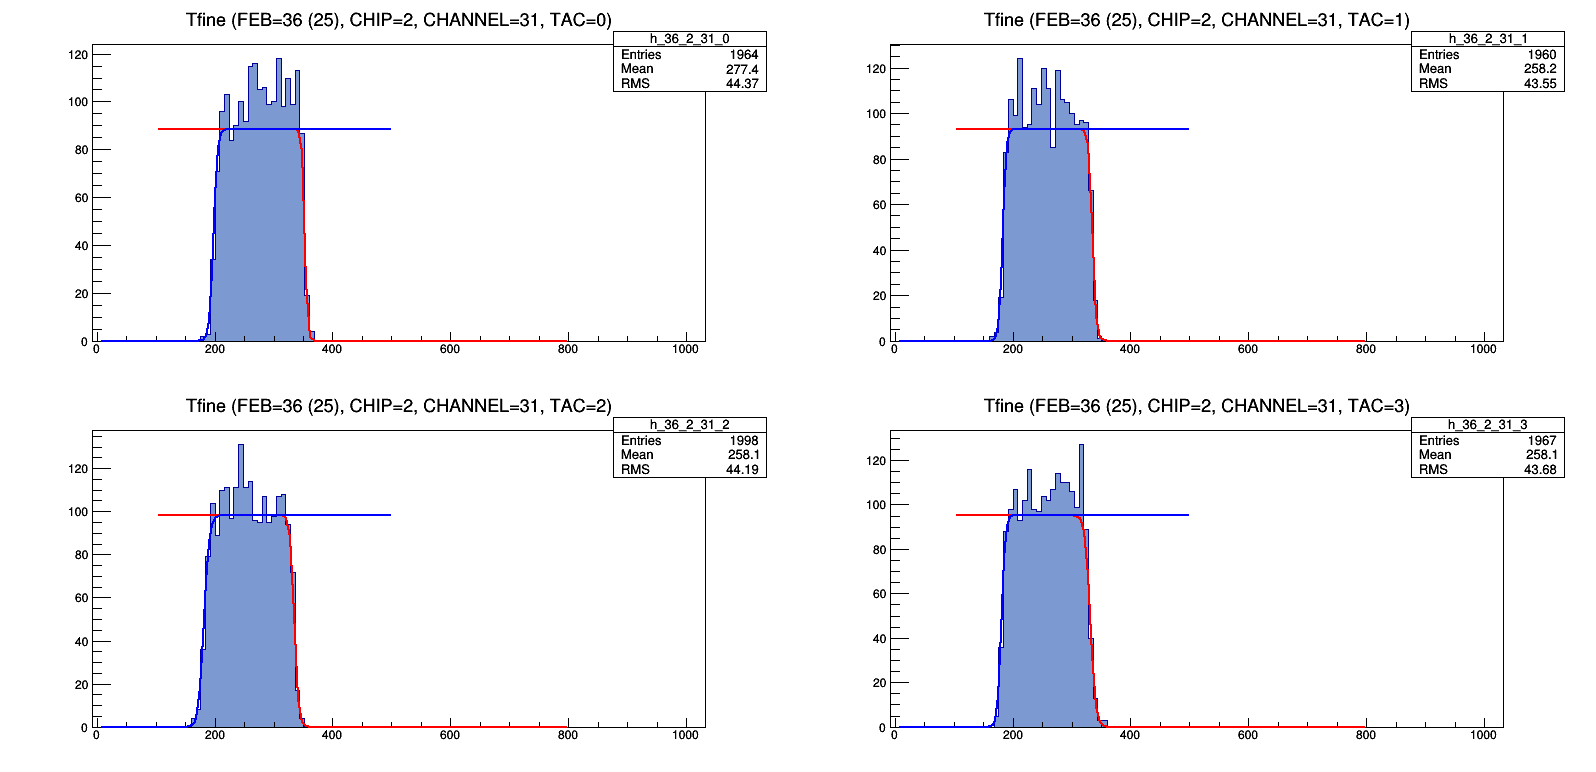 Tfine (FEB=36 (25), CHIP=2, CHANNEL=31, TAC=0)
h_36_2_31_0
Entries 1964
Mean 277.4
RMS 44.37
120
100
80
60
40
20
0
0 200 400 600 800 1000
Tfine (FEB=36 (25), CHIP=2, CHANNEL=31, TAC=1)
h_36_2_31_1
Entries 1960
Mean 258.2
RMS 43.55
120
100
80
60
40
20
0
0 200 400 600 800 1000
Tfine (FEB=36 (25), CHIP=2, CHANNEL=31, TAC=2)
h_36_2_31_2
Entries 1998
Mean 258.1
RMS 44.19
120
100
80
60
40
20
0
0 200 400 600 800 1000
Tfine (FEB=36 (25), CHIP=2, CHANNEL=31, TAC=3)
h_36_2_31_3
Entries 1967
Mean 258.1
RMS 43.68
120
100
80
60
40
20
0
0 200 400 600 800 1000